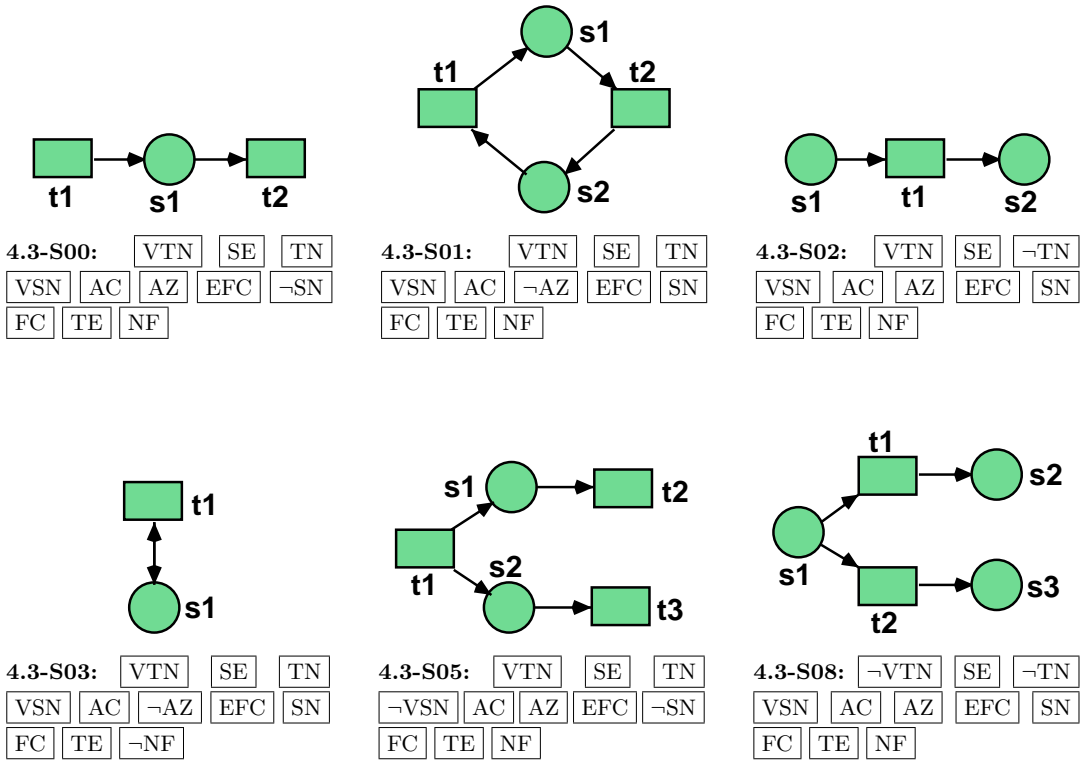 s1
t1 t2
s2
t1 s1 t2
s1 t1 s2
4.3-S00: VTN SE TN
VSN AC AZ EFC ¬SN
FC TE NF
4.3-S01: VTN SE TN
VSN AC ¬AZ EFC SN
FC TE NF
4.3-S02: VTN SE ¬TN
VSN AC AZ EFC SN
FC TE NF
t1
s1
s1 t2
t1 s2
t3
t1
s2
s1
s3
t2
4.3-S03: VTN SE TN
VSN AC ¬AZ EFC SN
FC TE ¬NF
4.3-S05: VTN SE TN
¬VSN AC AZ EFC ¬SN
FC TE NF
4.3-S08: ¬VTN SE ¬TN
VSN AC AZ EFC SN
FC TE NF